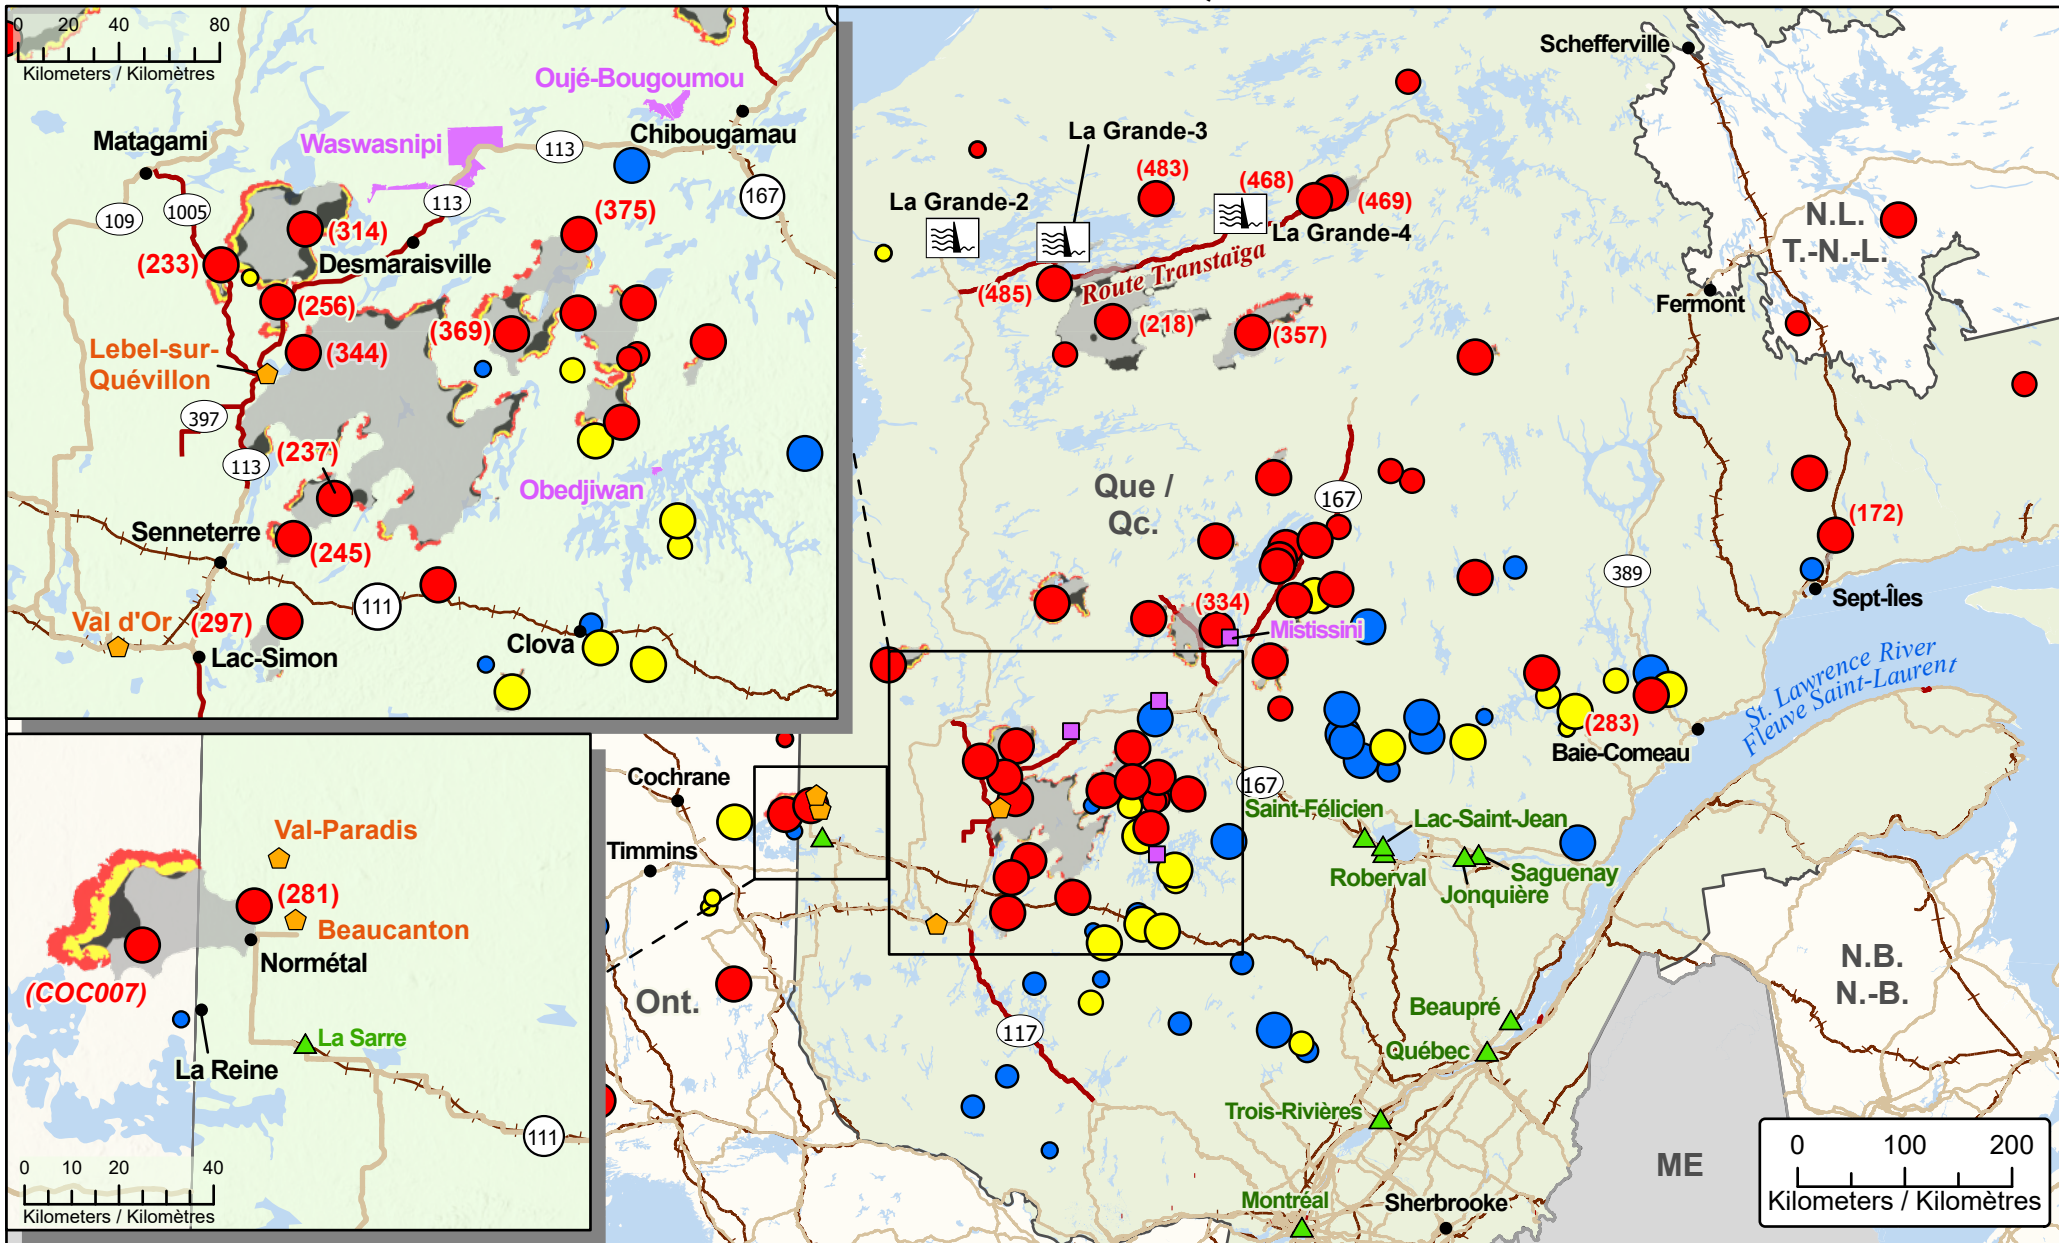 0 20 40 80
Kilometers / Kilomètres
Oujé-Bougoumou
Matagami
Waswasnipi
Chibougamau
113
167
109
1005
113
(375)
(314)
Desmaraisville
(233)
(256)
(369)
(344)
Lebel-sur-
Quévillon
397
113
(237)
Obedjiwan
Senneterre
(245)
111
Val d'Or
(297)
Clova
Lac-Simon
Val-Paradis
(281)
Beaucanton
Normétal
(COC007)
La Sarre
La Reine
111
0 10 20 40
Kilometers / Kilomètres
Schefferville
La Grande-3
La Grande-2
(483)
(468)
(469)
La Grande-4
Route Transtaïga
(485)
(218)
(357)
N.L.
T.-N.-L.
Fermont
Que /
Qc.
167
(172)
389
Sept-Îles
(334)
Mistissini
St. Lawrence River
Fleuve Saint-Laurent
(283)
Baie-Comeau
Cochrane
Timmins
167
Saint-Félicien
Lac-Saint-Jean
Roberval
Saguenay
Jonquière
Ont.
117
N.B.
N.-B.
Beaupré
Québec
Trois-Rivières
ME
Montréal
Sherbrooke
0 100 200
Kilometers / Kilomètres